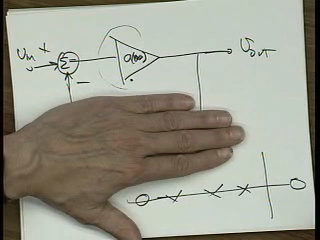 Vin + Σ a(s) Vout
−